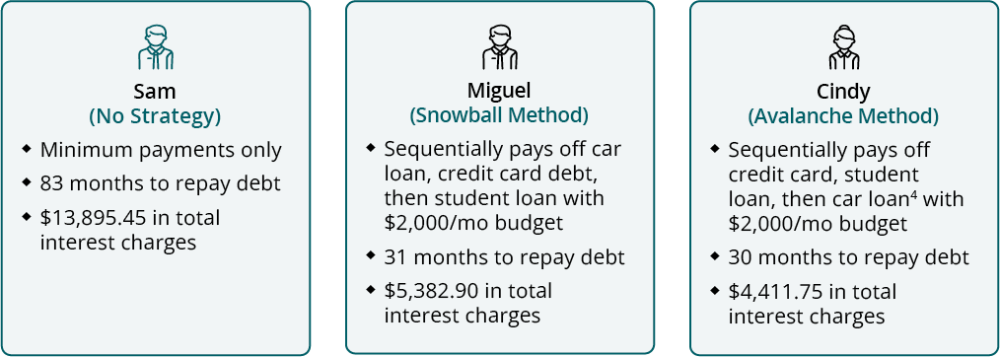 Sam
(No Strategy)
◆ Minimum payments only
◆ 83 months to repay debt
◆ $13,895.45 in total
interest charges
Miguel
(Snowball Method)
◆ Sequentially pays off car
loan, credit card debt,
then student loan with
$2,000/mo budget
◆ 31 months to repay debt
◆ $5,382.90 in total
interest charges
Cindy
(Avalanche Method)
◆ Sequentially pays off
credit card, student
loan, then car loan⁴ with
$2,000/mo budget
◆ 30 months to repay debt
◆ $4,411.75 in total
interest charges